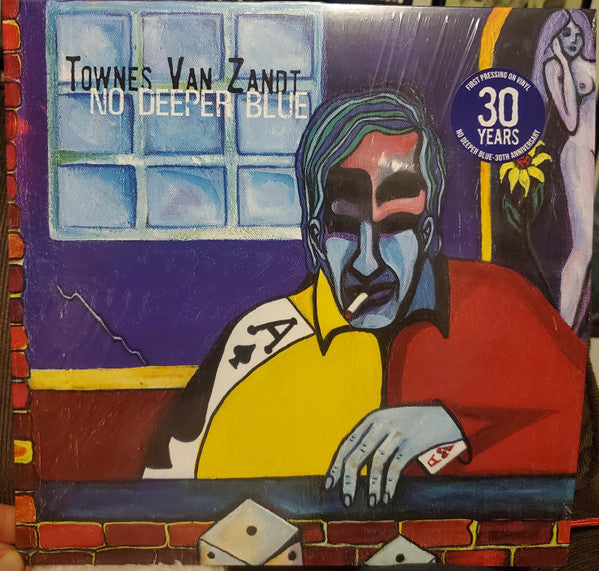 TOWNES VAN ZANDT
NO DEEPER BLUE
FIRST PRESSING ON VINYL
30
YEARS
NO DEEPER BLUE-30TH ANNIVERSARY
A
A